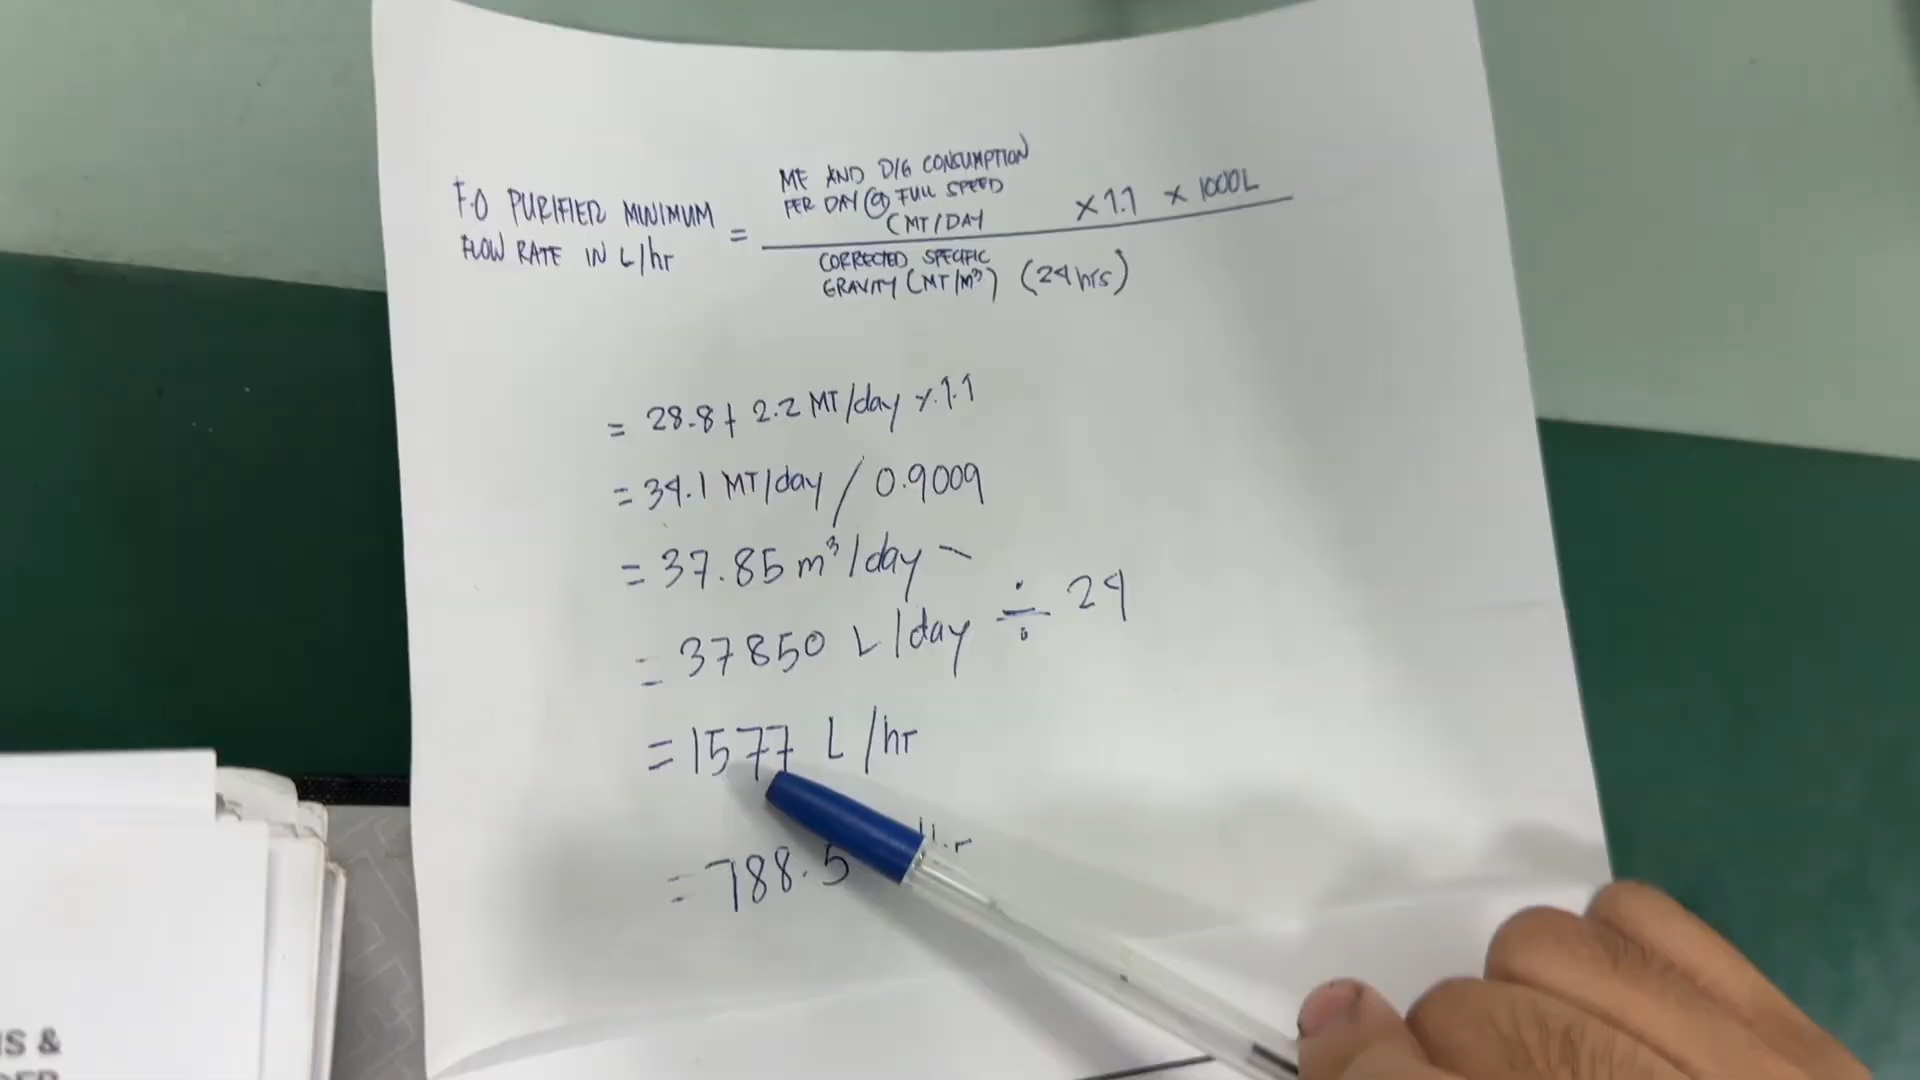 F.O PURIFIED MINIMUM
FLOW RATE IN L/hr
=
ME AND D/G CONSUMPTION
PER DAY @ FULL SPEED
(MT/DAY
× 1.1 × 1000L
CORRECTED SPECIFIC
GRAVITY (MT/M³) (24 hrs)
= 28.8 + 2.2 MT/day × 1.1
= 34.1 MT/day / 0.9009
= 37.85 m³/day
= 37850 L/day ÷ 24
= 1577 L/hr
= 788.5
&